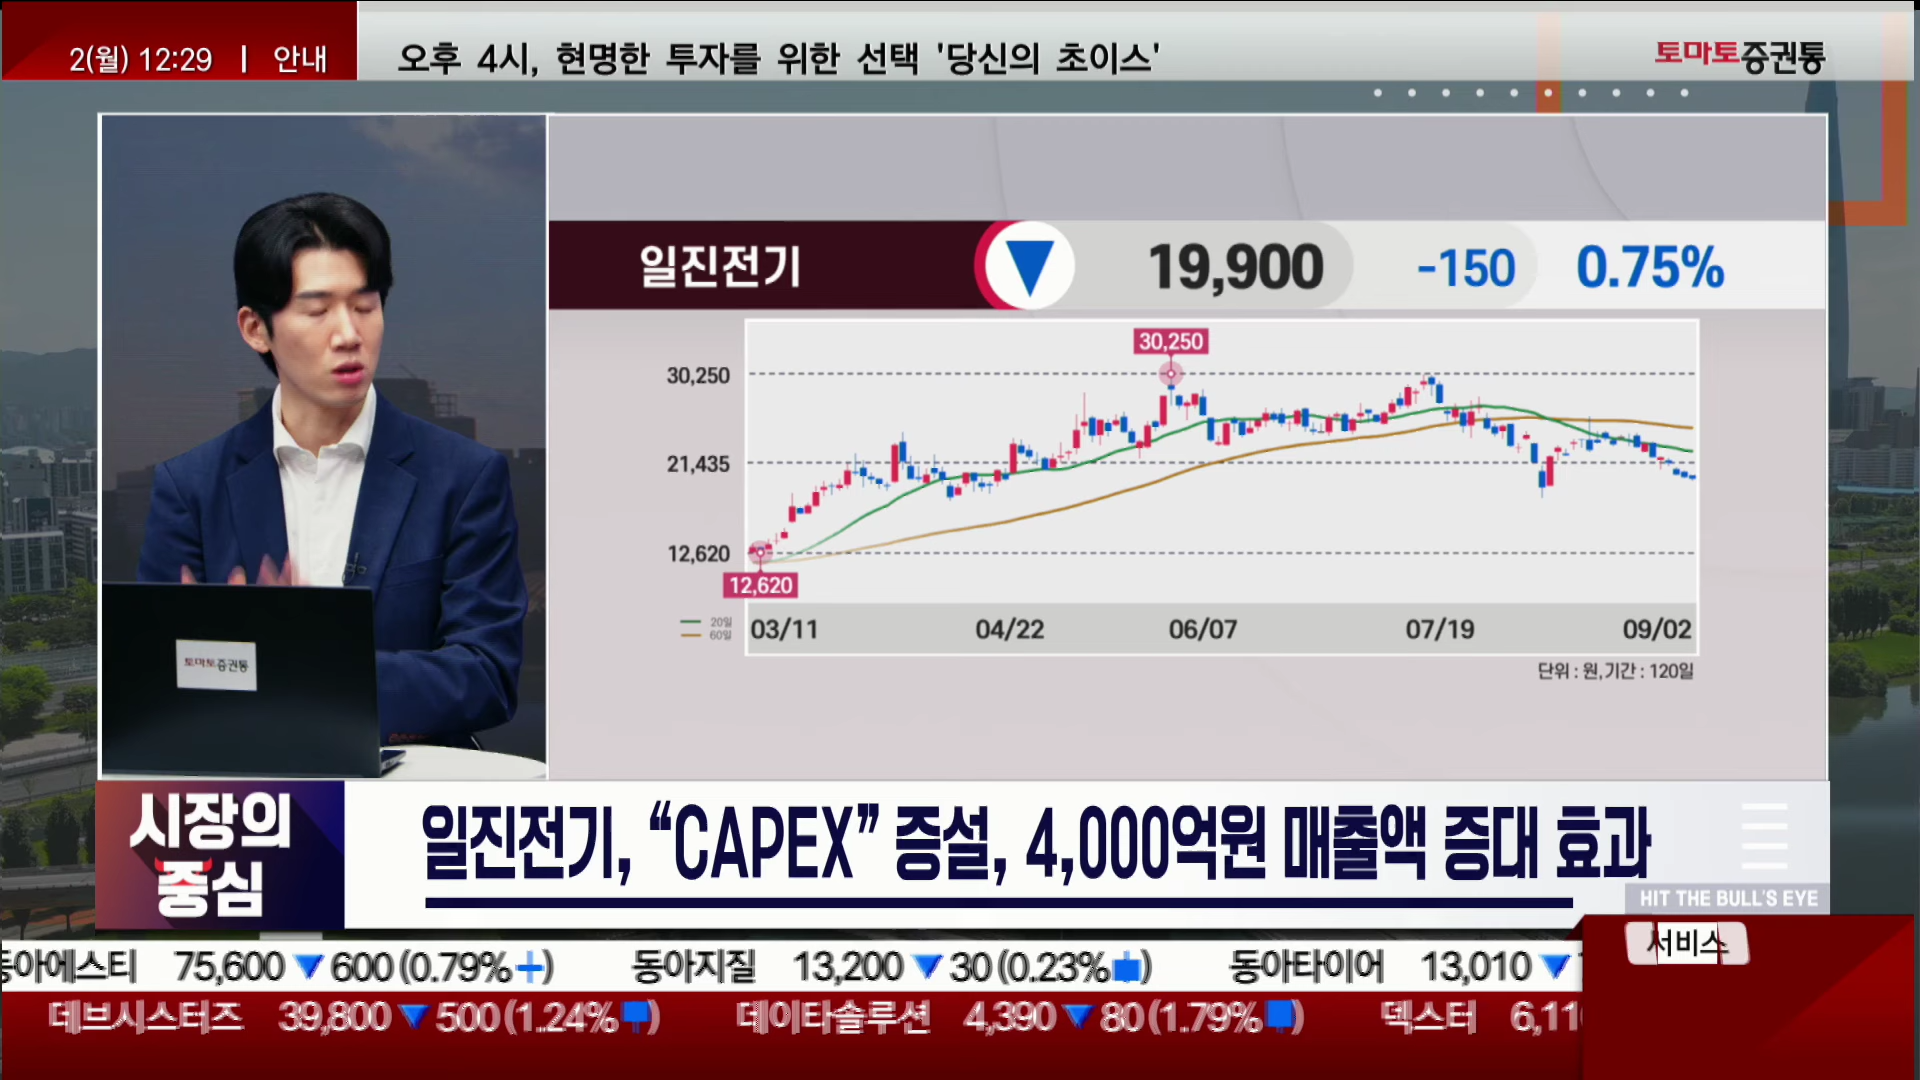 2(월) 12:29 | 안내
오후 4시, 현명한 투자를 위한 선택 '당신의 초이스'
토마토증권통
일진전기 ▼ 19,900 -150 0.75%
30,250
30,250
21,435
12,620
12,620
20일
60일
03/11 04/22 06/07 07/19 09/02
단위 : 원, 기간 : 120일
토마토증권통
시장의
중심
일진전기, “CAPEX” 증설, 4,000억원 매출액 증대 효과
HIT THE BULL'S EYE
서비스
동아에스티 75,600 ▼ 600 (0.79%) 동아지질 13,200 ▼ 30 (0.23%) 동아타이어 13,010 ▼
데브시스터즈 39,800 ▼ 500 (1.24%) 데이타솔루션 4,390 ▼ 80 (1.79%) 덱스터